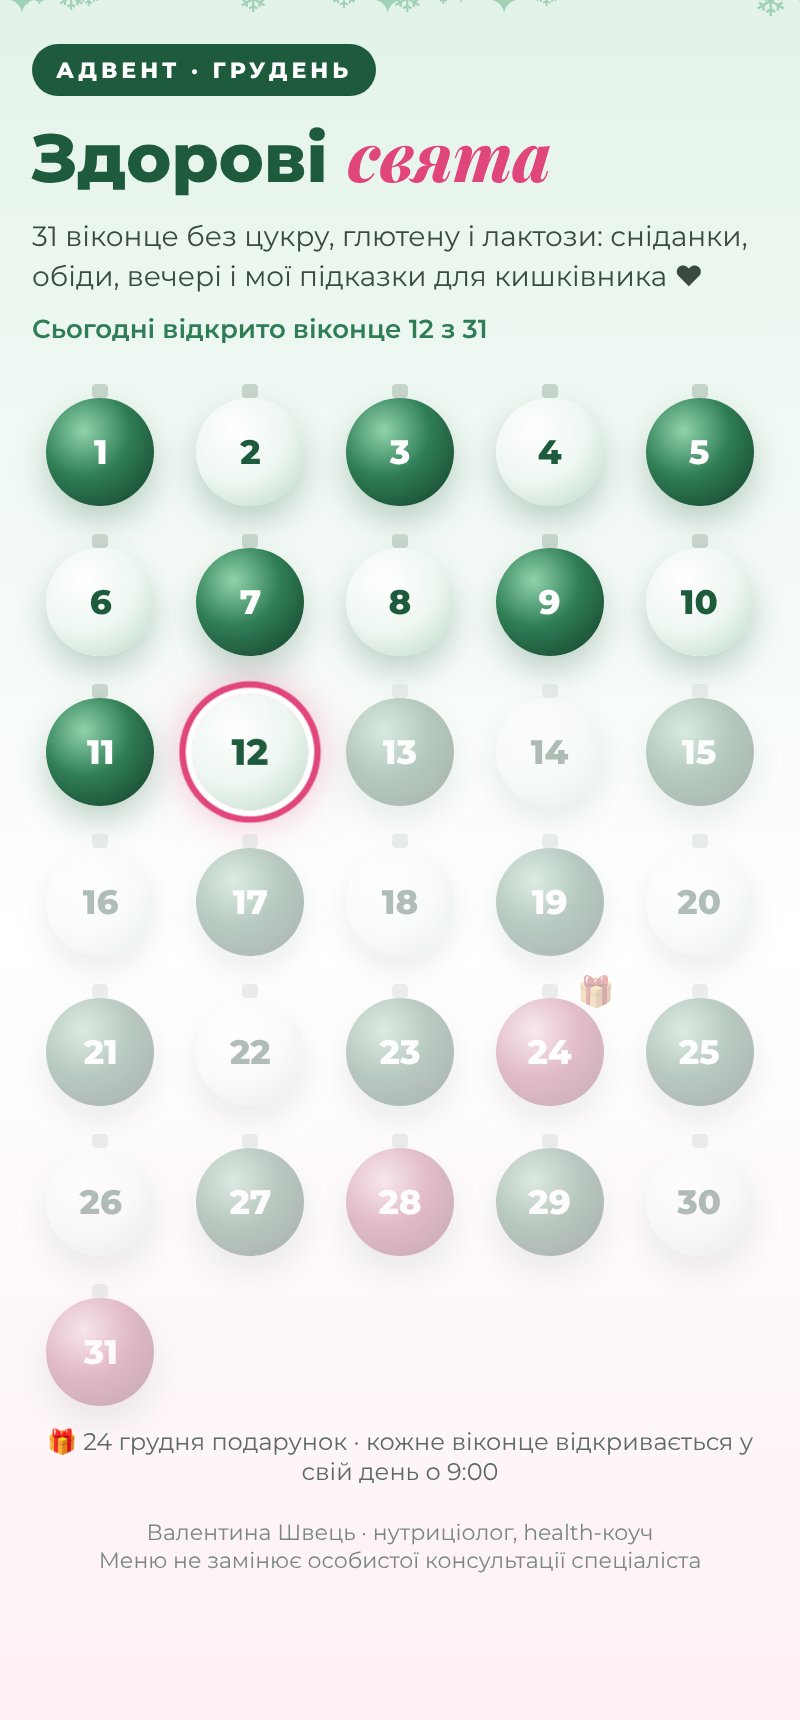 АДВЕНТ · ГРУДЕНЬ
Здорові свята
31 віконце без цукру, глютену і лактози: сніданки,
обіди, вечері і мої підказки для кишківника ♥
Сьогодні відкрито віконце 12 з 31
1 2 3 4 5
6 7 8 9 10
11 12 13 14 15
16 17 18 19 20
21 22 23 24 25
26 27 28 29 30
31
🎁 24 грудня подарунок · кожне віконце відкривається у
свій день о 9:00
Валентина Швець · нутриціолог, health-коуч
Меню не замінює особистої консультації спеціаліста